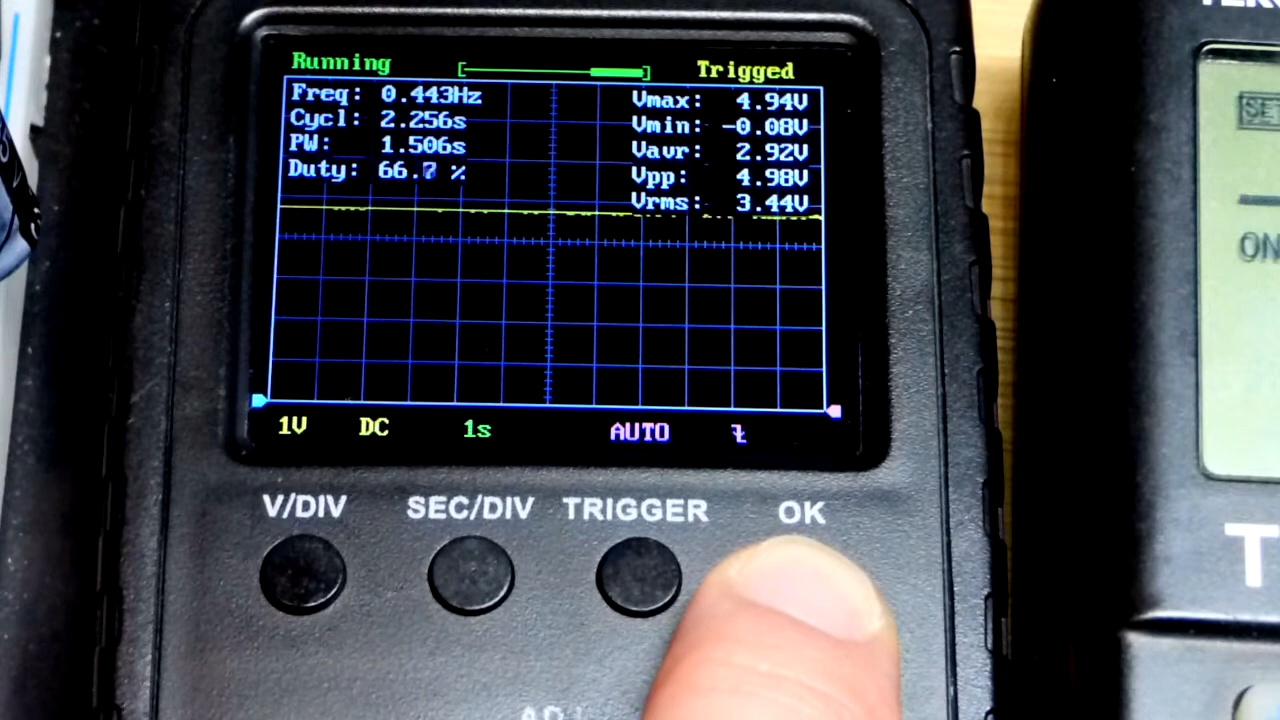 Running Trigged
Freq: 0.443Hz
Cycl: 2.256s
PW: 1.506s
Duty: 66.7 %
Vmax: 4.94V
Vmin: -0.08V
Vavr: 2.92V
Vpp: 4.98V
Vrms: 3.44V
1V DC 1s AUTO
V/DIV SEC/DIV TRIGGER OK
ON
T